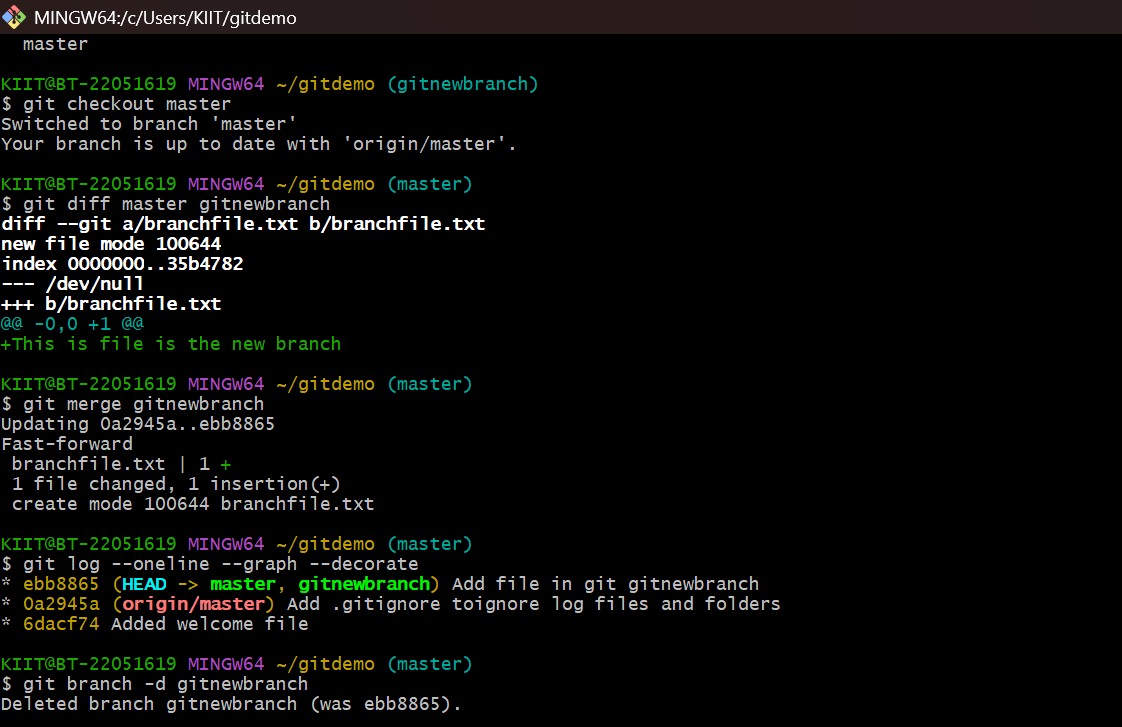 MINGW64:/c/Users/KIIT/gitdemo
master
KIIT@BT-22051619 MINGW64 ~/gitdemo (gitnewbranch)
$ git checkout master
Switched to branch 'master'
Your branch is up to date with 'origin/master'.
KIIT@BT-22051619 MINGW64 ~/gitdemo (master)
$ git diff master gitnewbranch
diff --git a/branchfile.txt b/branchfile.txt
new file mode 100644
index 0000000..35b4782
--- /dev/null
+++ b/branchfile.txt
@@ -0,0 +1 @@
+This is file is the new branch
KIIT@BT-22051619 MINGW64 ~/gitdemo (master)
$ git merge gitnewbranch
Updating 0a2945a..ebb8865
Fast-forward
branchfile.txt | 1 +
1 file changed, 1 insertion(+)
create mode 100644 branchfile.txt
KIIT@BT-22051619 MINGW64 ~/gitdemo (master)
$ git log --oneline --graph --decorate
* ebb8865 (HEAD -> master, gitnewbranch) Add file in git gitnewbranch
* 0a2945a (origin/master) Add .gitignore toignore log files and folders
* 6dacf74 Added welcome file
KIIT@BT-22051619 MINGW64 ~/gitdemo (master)
$ git branch -d gitnewbranch
Deleted branch gitnewbranch (was ebb8865).